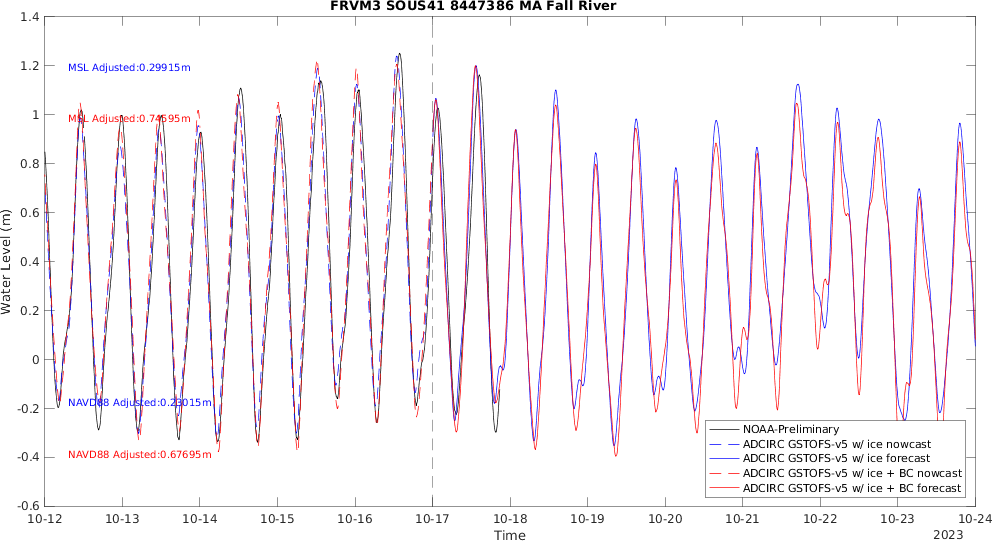 FRVM3 SOUS41 8447386 MA Fall River
Water Level (m)
1.4
1.2
1
0.8
0.6
0.4
0.2
0
-0.2
-0.4
-0.6
MSL Adjusted:0.29915m
MSL Adjusted:0.74595m
NAVD88 Adjusted:0.23015m
NAVD88 Adjusted:0.67695m
NOAA-Preliminary
ADCIRC GSTOFS-v5 w/ ice nowcast
ADCIRC GSTOFS-v5 w/ ice forecast
ADCIRC GSTOFS-v5 w/ ice + BC nowcast
ADCIRC GSTOFS-v5 w/ ice + BC forecast
10-12 10-13 10-14 10-15 10-16 10-17 10-18 10-19 10-20 10-21 10-22 10-23 10-24
Time
2023